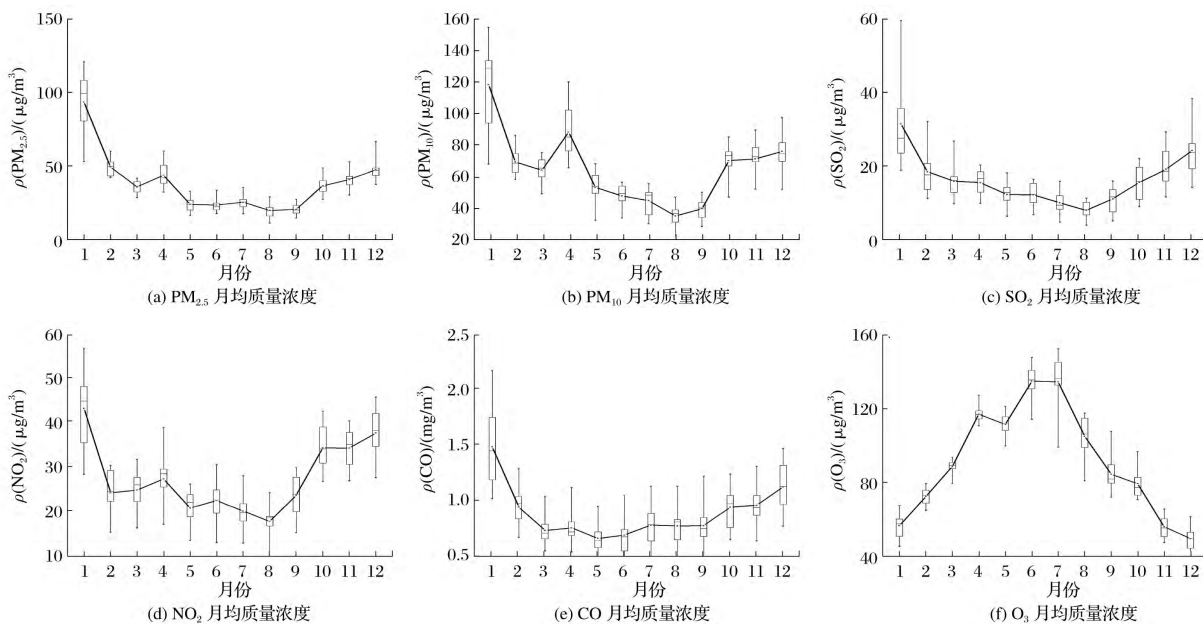 150
100
50
0
ρ(PM₂.₅)/(μg/m³)
1 2 3 4 5 6 7 8 9 10 11 12
月份
(a) PM₂.₅ 月均质量浓度
160
140
120
100
80
60
40
20
ρ(PM₁₀)/(μg/m³)
1 2 3 4 5 6 7 8 9 10 11 12
月份
(b) PM₁₀ 月均质量浓度
60
40
20
0
ρ(SO₂)/(μg/m³)
1 2 3 4 5 6 7 8 9 10 11 12
月份
(c) SO₂ 月均质量浓度
60
50
40
30
20
10
ρ(NO₂)/(μg/m³)
1 2 3 4 5 6 7 8 9 10 11 12
月份
(d) NO₂ 月均质量浓度
2.5
2.0
1.5
1.0
0.5
ρ(CO)/(mg/m³)
1 2 3 4 5 6 7 8 9 10 11 12
月份
(e) CO 月均质量浓度
160
120
80
40
ρ(O₃)/(μg/m³)
1 2 3 4 5 6 7 8 9 10 11 12
月份
(f) O₃ 月均质量浓度